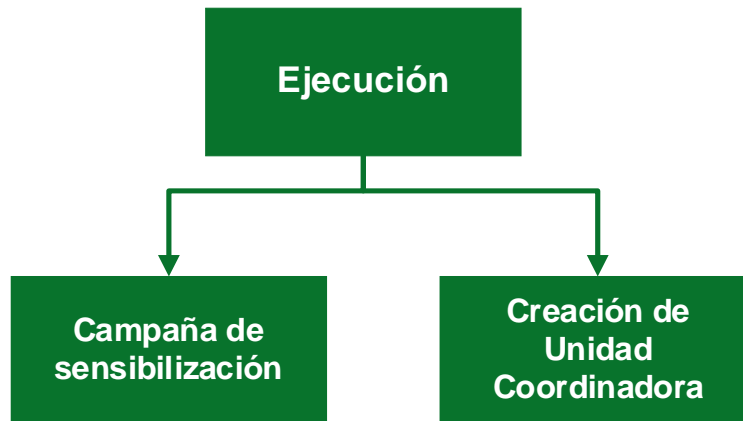 Ejecución
Campaña de
sensibilización
Creación de
Unidad
Coordinadora